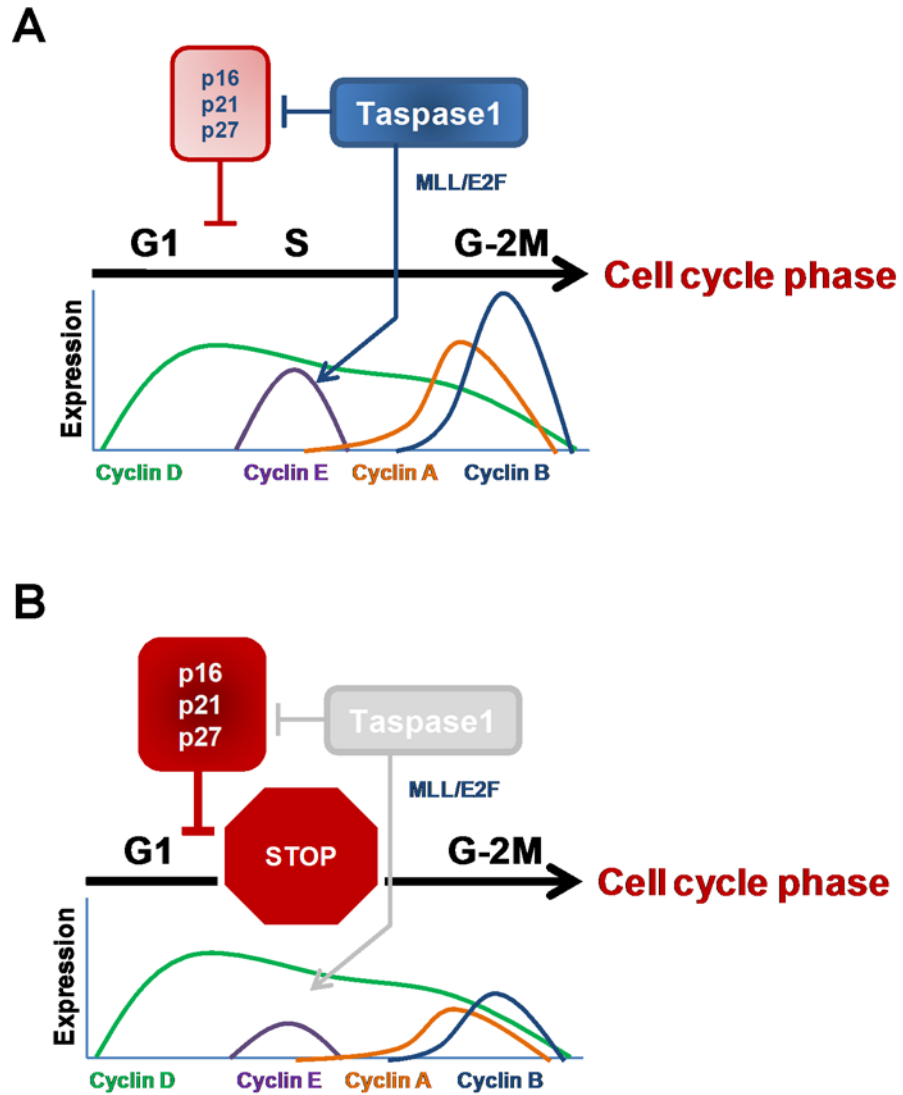 A
p16
p21
p27
Taspase1
MLL/E2F
G1
S
G-2M
Cell cycle phase
Expression
Cyclin D
Cyclin E
Cyclin A
Cyclin B
B
p16
p21
p27
Taspase1
MLL/E2F
G1
STOP
G-2M
Cell cycle phase
Expression
Cyclin D
Cyclin E
Cyclin A
Cyclin B